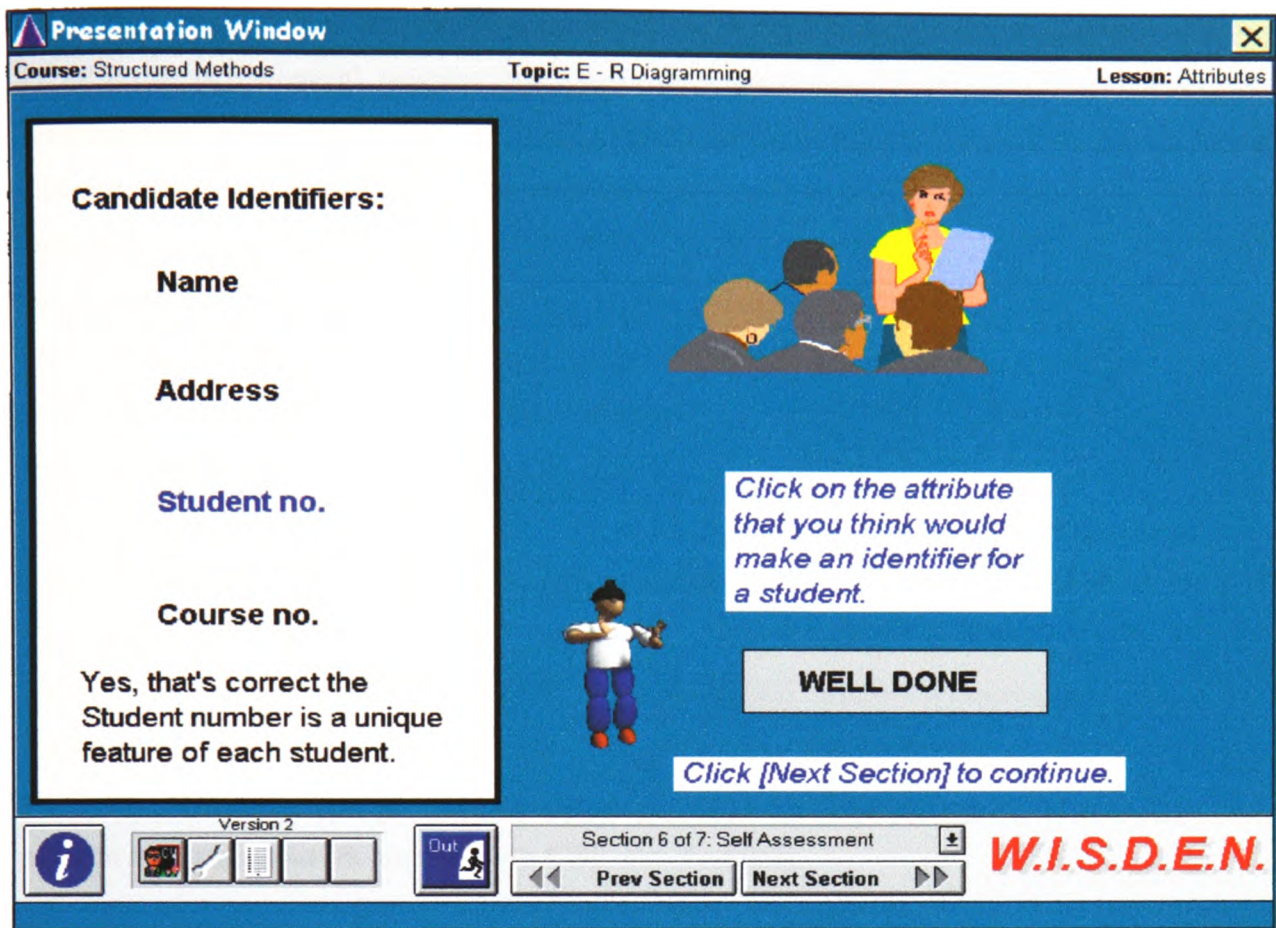 Presentation Window
Course: Structured Methods
Topic: E - R Diagramming
Lesson: Attributes
Candidate Identifiers:
Name
Address
Student no.
Course no.
Yes, that's correct the
Student number is a unique
feature of each student.
Click on the attribute
that you think would
make an identifier for
a student.
WELL DONE
Click [Next Section] to continue.
i
Version 2
Out
Section 6 of 7: Self Assessment
Prev Section
Next Section
W.I.S.D.E.N.